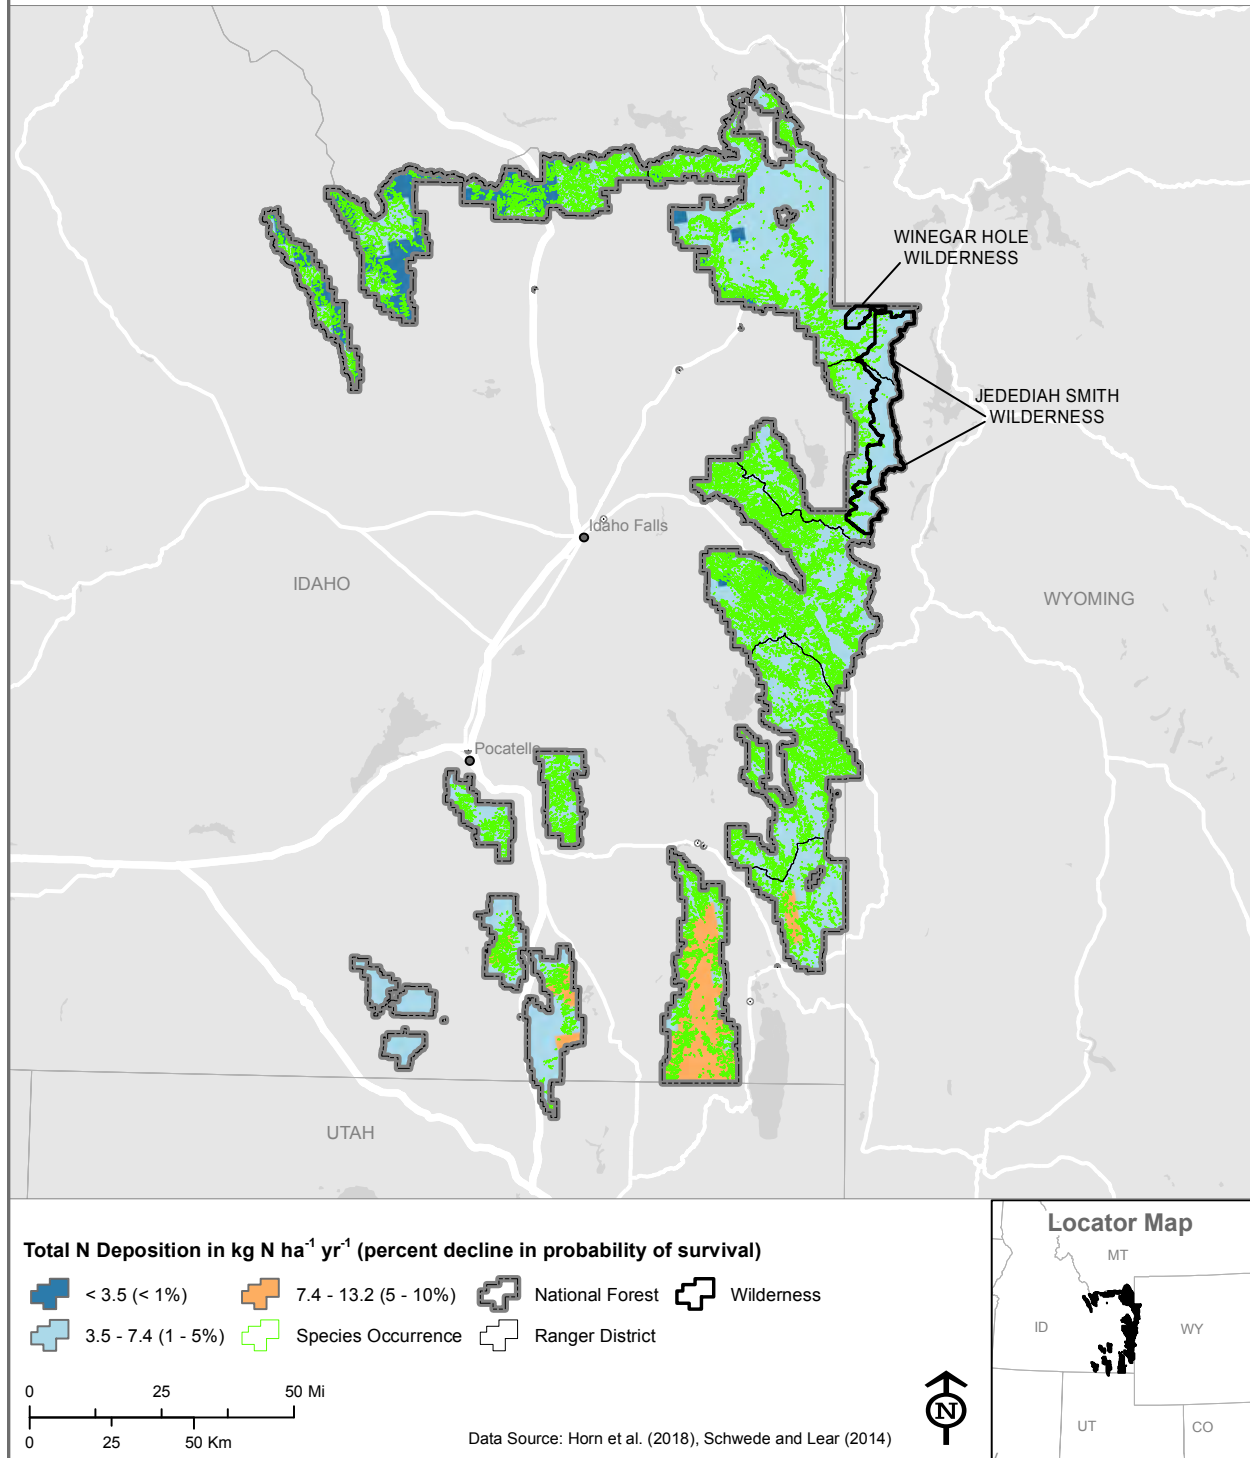 WINEGAR HOLE
WILDERNESS
JEDEDIAH SMITH
WILDERNESS
Idaho Falls
IDAHO
WYOMING
Pocatello
UTAH
Total N Deposition in kg N ha⁻¹ yr⁻¹ (percent decline in probability of survival)
< 3.5 (< 1%)
7.4 - 13.2 (5 - 10%)
National Forest
Wilderness
3.5 - 7.4 (1 - 5%)
Species Occurrence
Ranger District
0 25 50 Mi
0 25 50 Km
Data Source: Horn et al. (2018), Schwede and Lear (2014)
N
Locator Map
MT
ID
WY
UT
CO